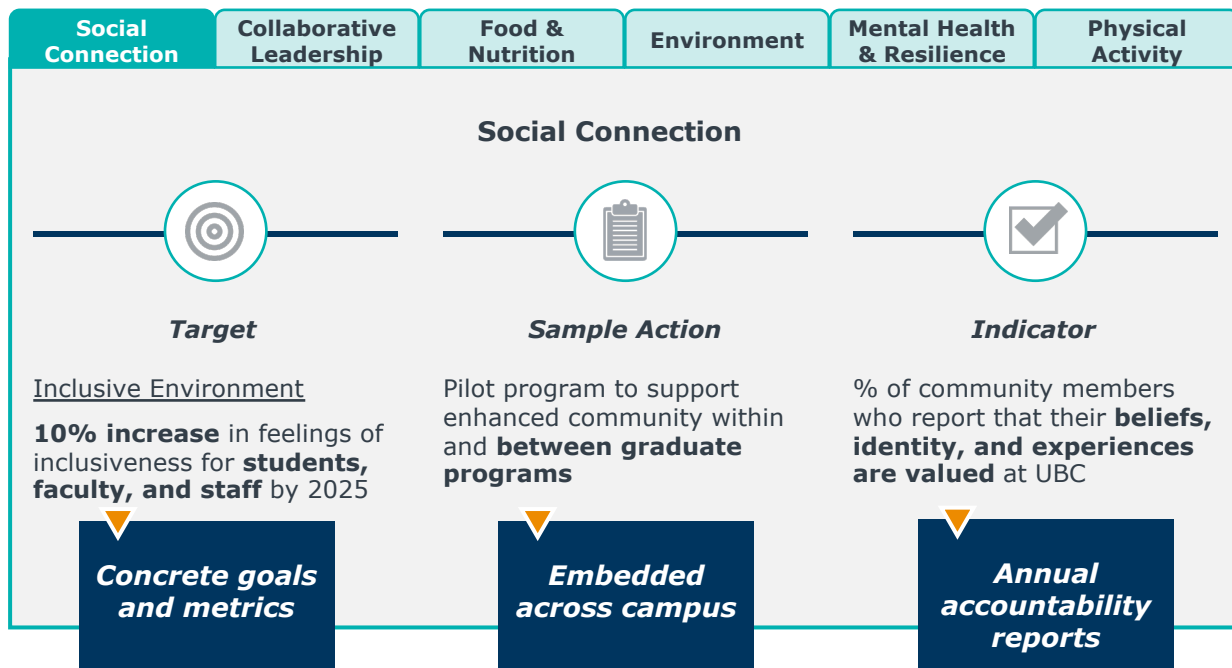 Social
Connection
Collaborative
Leadership
Food &
Nutrition
Environment
Mental Health
& Resilience
Physical
Activity
Social Connection
Target
Inclusive Environment
10% increase in feelings of
inclusiveness for students,
faculty, and staff by 2025
Concrete goals
and metrics
Sample Action
Pilot program to support
enhanced community within
and between graduate
programs
Embedded
across campus
Indicator
% of community members
who report that their beliefs,
identity, and experiences
are valued at UBC
Annual
accountability
reports